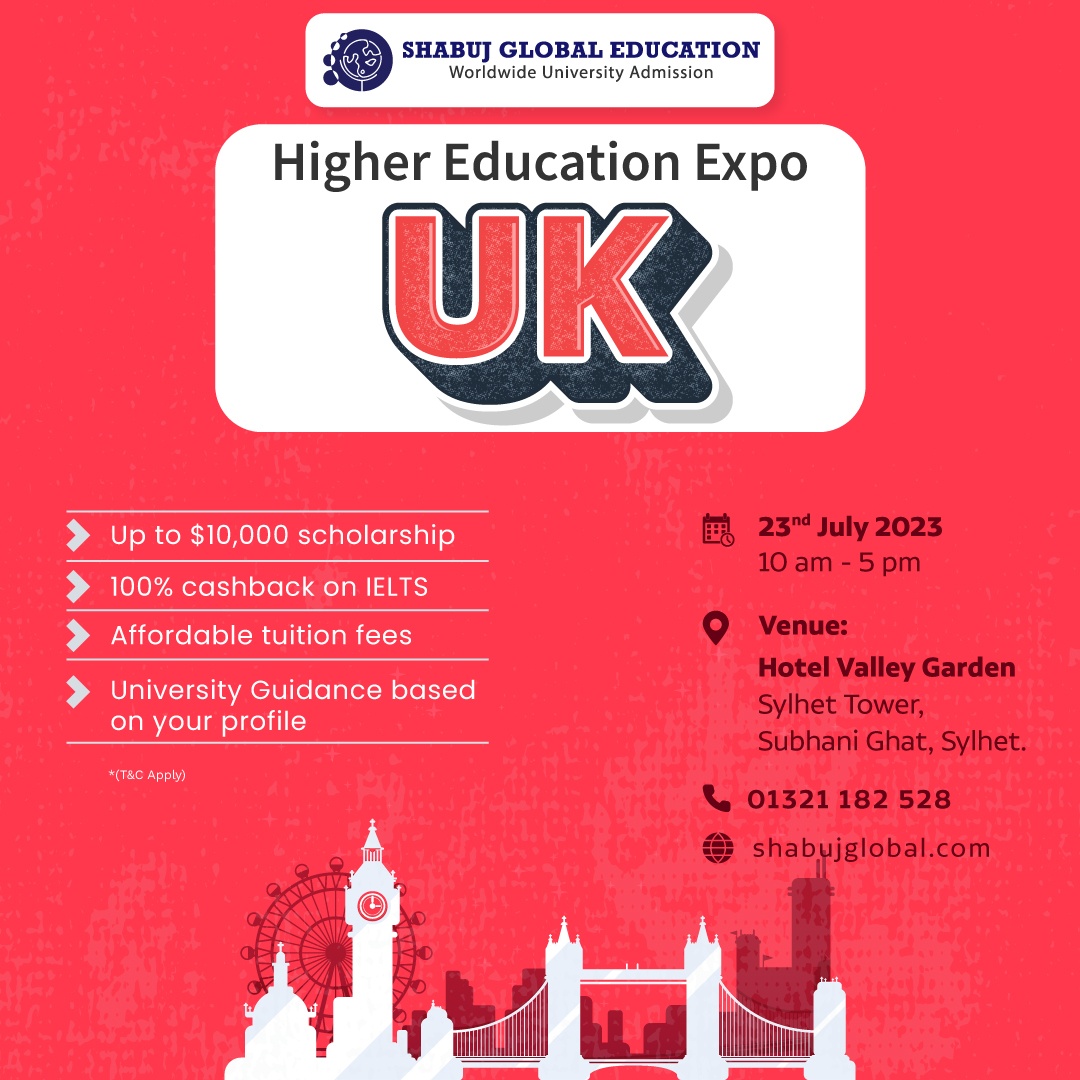 SHABUJ GLOBAL EDUCATION
Worldwide University Admission
Higher Education Expo
UK
Up to $10,000 scholarship
100% cashback on IELTS
Affordable tuition fees
University Guidance based
on your profile
*(T&C Apply)
23nd July 2023
10 am - 5 pm
Venue:
Hotel Valley Garden
Sylhet Tower,
Subhani Ghat, Sylhet.
01321 182 528
shabujglobal.com